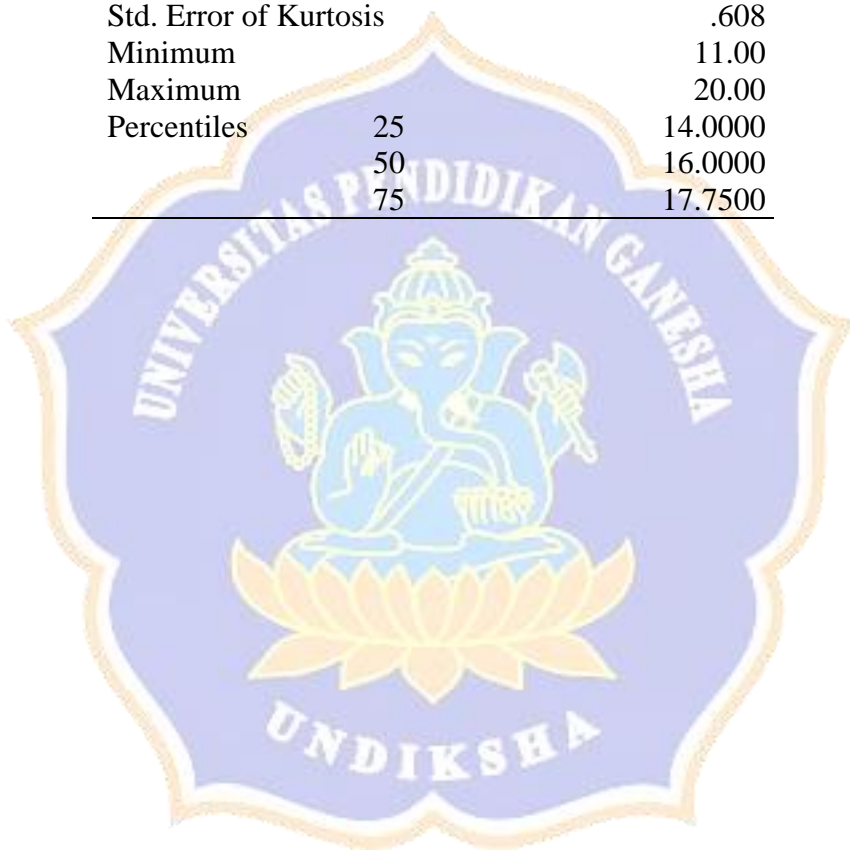 Std. Error of Kurtosis .608
Minimum 11.00
Maximum 20.00
Percentiles 25 14.0000
50 16.0000
75 17.7500
UNIVERSITAS PENDIDIKAN GANESHA
UNDIKSHA